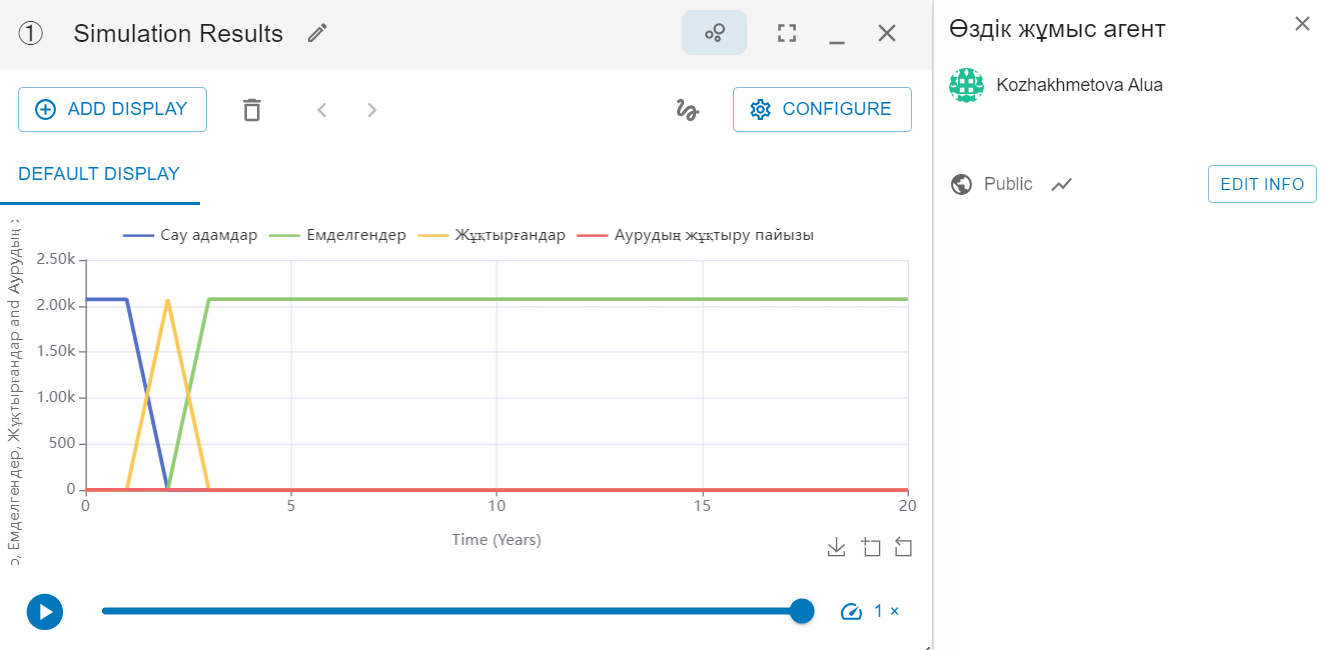 ① Simulation Results
ADD DISPLAY
CONFIGURE
DEFAULT DISPLAY
Сау адамдар Емделгендер Жұқтырғандар Аурудың жұқтыру пайызы
, Емделгендер, Жұқтырғандар and Аурудың
2.50k
2.00k
1.50k
1.00k
500
0
0 5 10 15 20
Time (Years)
1 ×
Өздік жұмыс агент
Kozhakhmetova Alua
Public
EDIT INFO